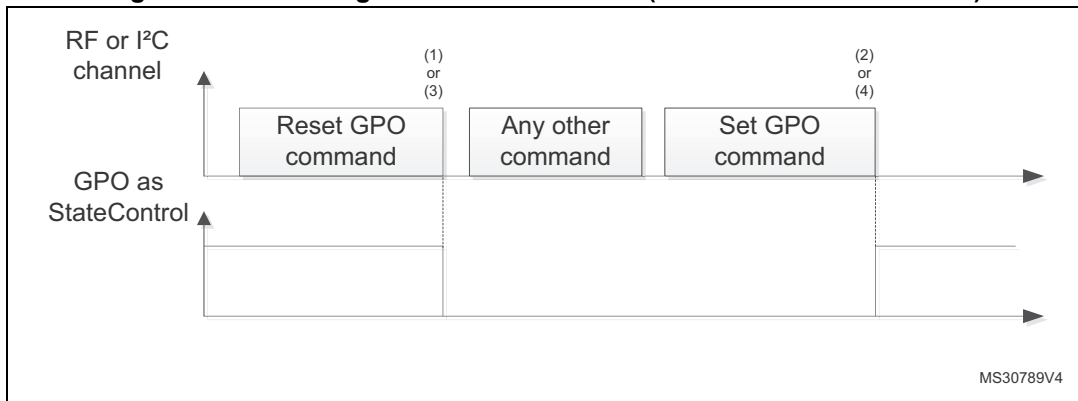 RF or I²C
channel
(1)
or
(3)
(2)
or
(4)
Reset GPO
command
Any other
command
Set GPO
command
GPO as
StateControl
MS30789V4